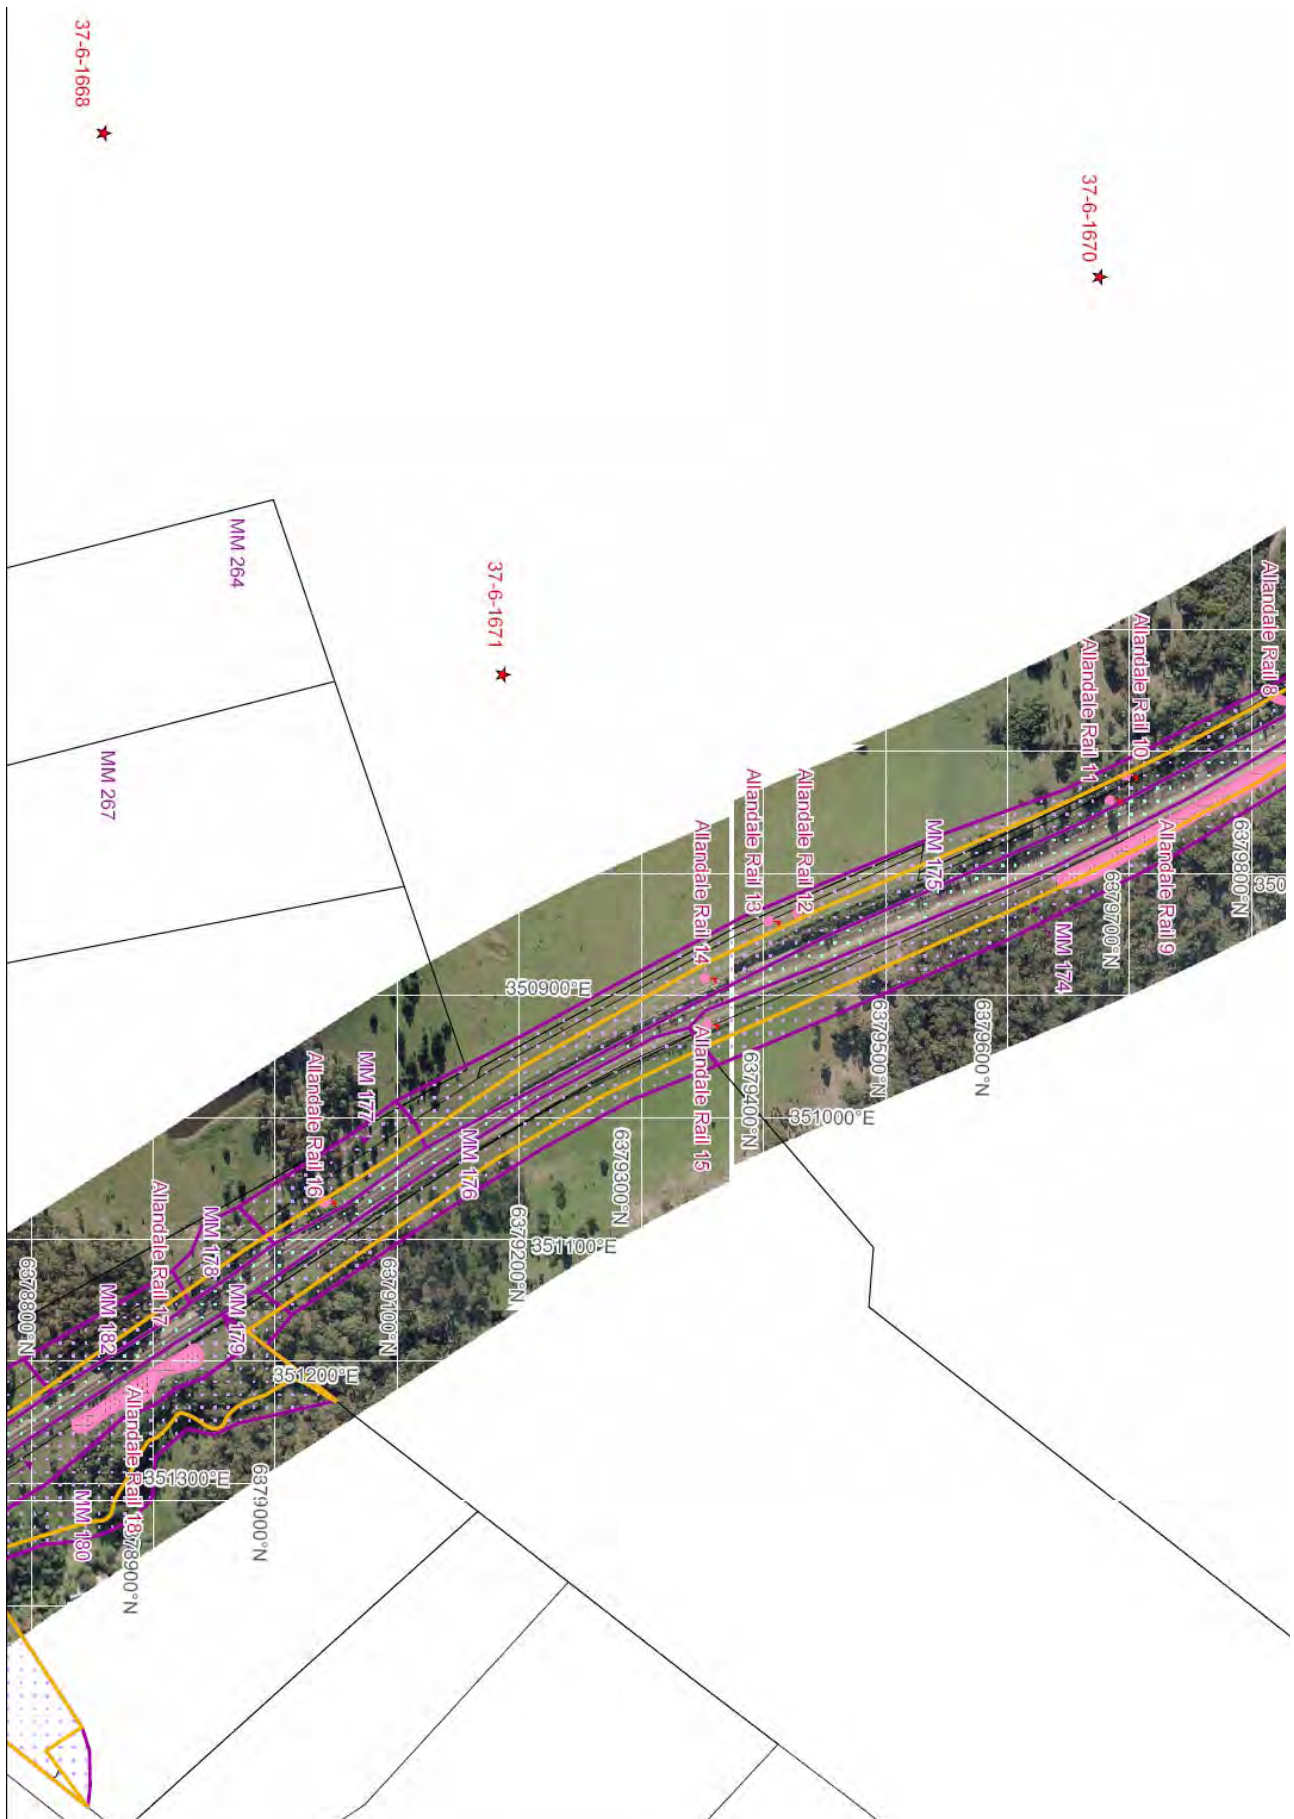 37-6-1668
37-6-1670
37-6-1671
MM 264
MM 267
Allandale Rail 8
Allandale Rail 10
Allandale Rail 11
Allandale Rail 9
Allandale Rail 12
Allandale Rail 13
Allandale Rail 14
Allandale Rail 15
Allandale Rail 16
Allandale Rail 17
Allandale Rail 18
MM 175
MM 174
MM 177
MM 176
MM 178
MM 179
MM 182
MM 180
6379800°N
350
6379700°N
6379600°N
6379500°N
6379400°N
6379300°N
6379200°N
6379100°N
6379000°N
78900°N
6378800°N
350900°E
351000°E
351100°E
351200°E
351300°E